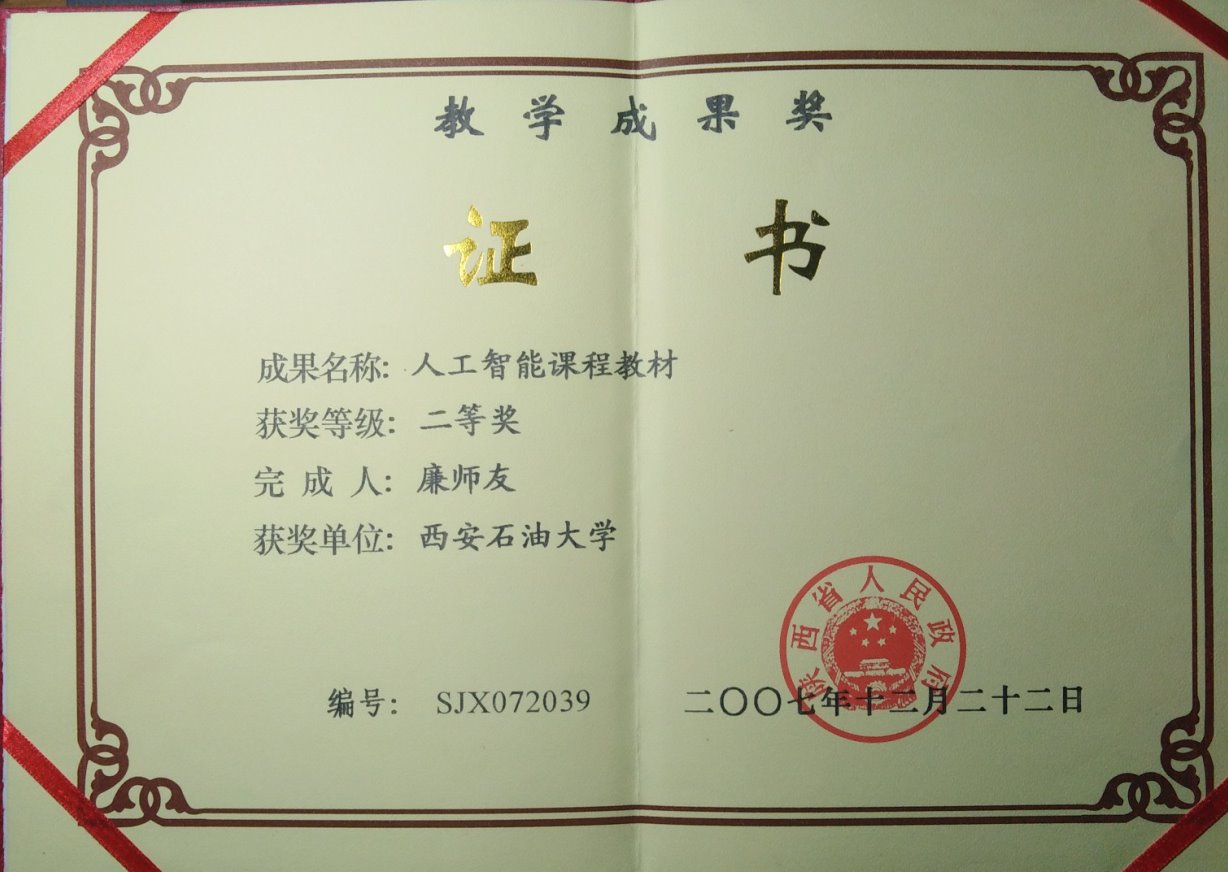 教学成果奖
证书
成果名称：人工智能课程教材
获奖等级：二等奖
完成人：廉师友
获奖单位：西安石油大学
陕西省人民政府
编号：SJX072039 二〇〇七年十二月二十二日